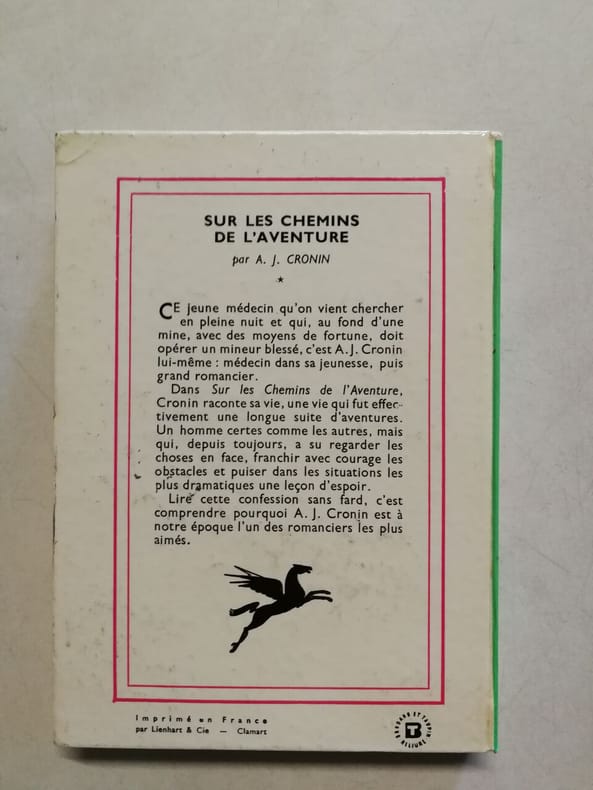 SUR LES CHEMINS
DE L'AVENTURE
par A. J. CRONIN
*
CE jeune médecin qu'on vient chercher
en pleine nuit et qui, au fond d'une
mine, avec des moyens de fortune, doit
opérer un mineur blessé, c'est A. J. Cronin
lui-même : médecin dans sa jeunesse, puis
grand romancier.
Dans Sur les Chemins de l'Aventure,
Cronin raconte sa vie, une vie qui fut effec-
tivement une longue suite d'aventures.
Un homme certes comme les autres, mais
qui, depuis toujours, a su regarder les
choses en face, franchir avec courage les
obstacles et puiser dans les situations les
plus dramatiques une leçon d'espoir.
Lire cette confession sans fard, c'est
comprendre pourquoi A. J. Cronin est à
notre époque l'un des romanciers les plus
aimés.
Imprimé en France
par Lienhart & Cie — Clamart
BRODARD ET TAUPIN
RELIURE